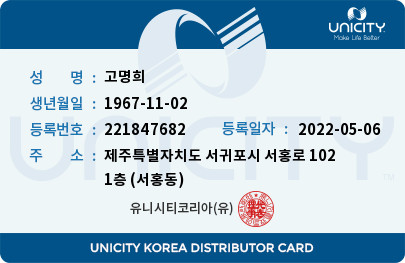 UNICITY
Make Life Better
성 명 : 고명희
생년월일 : 1967-11-02
등록번호 : 221847682 등록일자 : 2022-05-06
주 소 : 제주특별자치도 서귀포시 서홍로 102
1층 (서홍동)
UNICITY
유니시티코리아(유)
UNICITY KOREA DISTRIBUTOR CARD